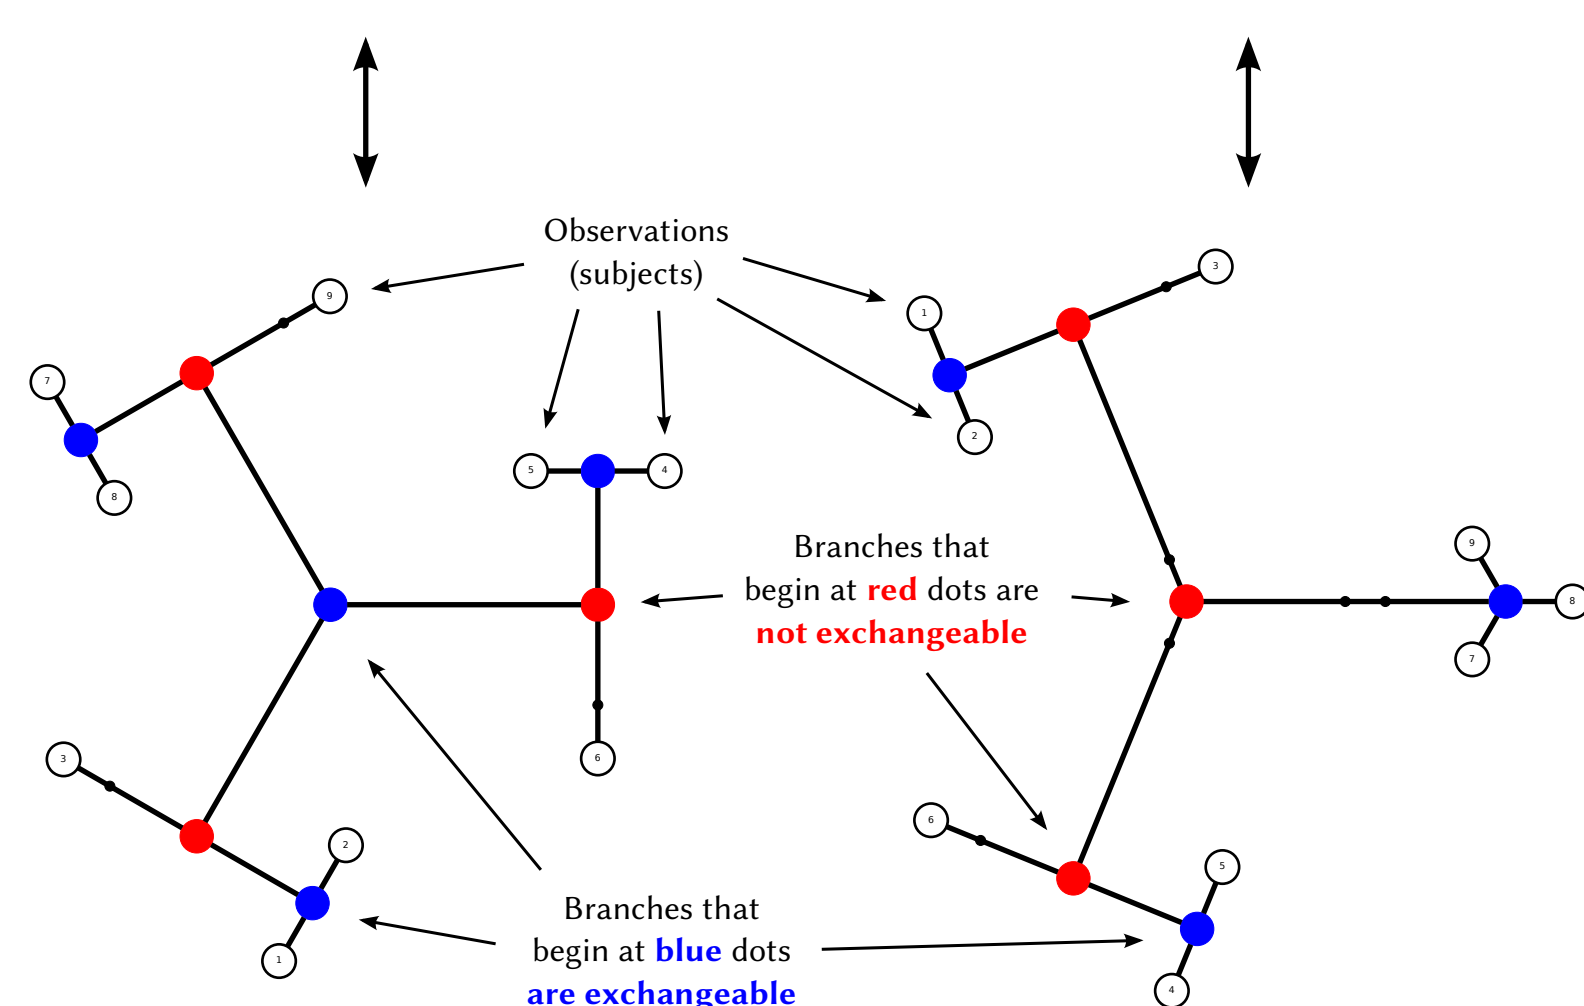 Observations
(subjects)
3
9
1
7
2
5
4
8
Branches that
begin at red dots are
not exchangeable
9
8
7
6
3
6
2
5
Branches that
begin at blue dots
are exchangeable
1
4